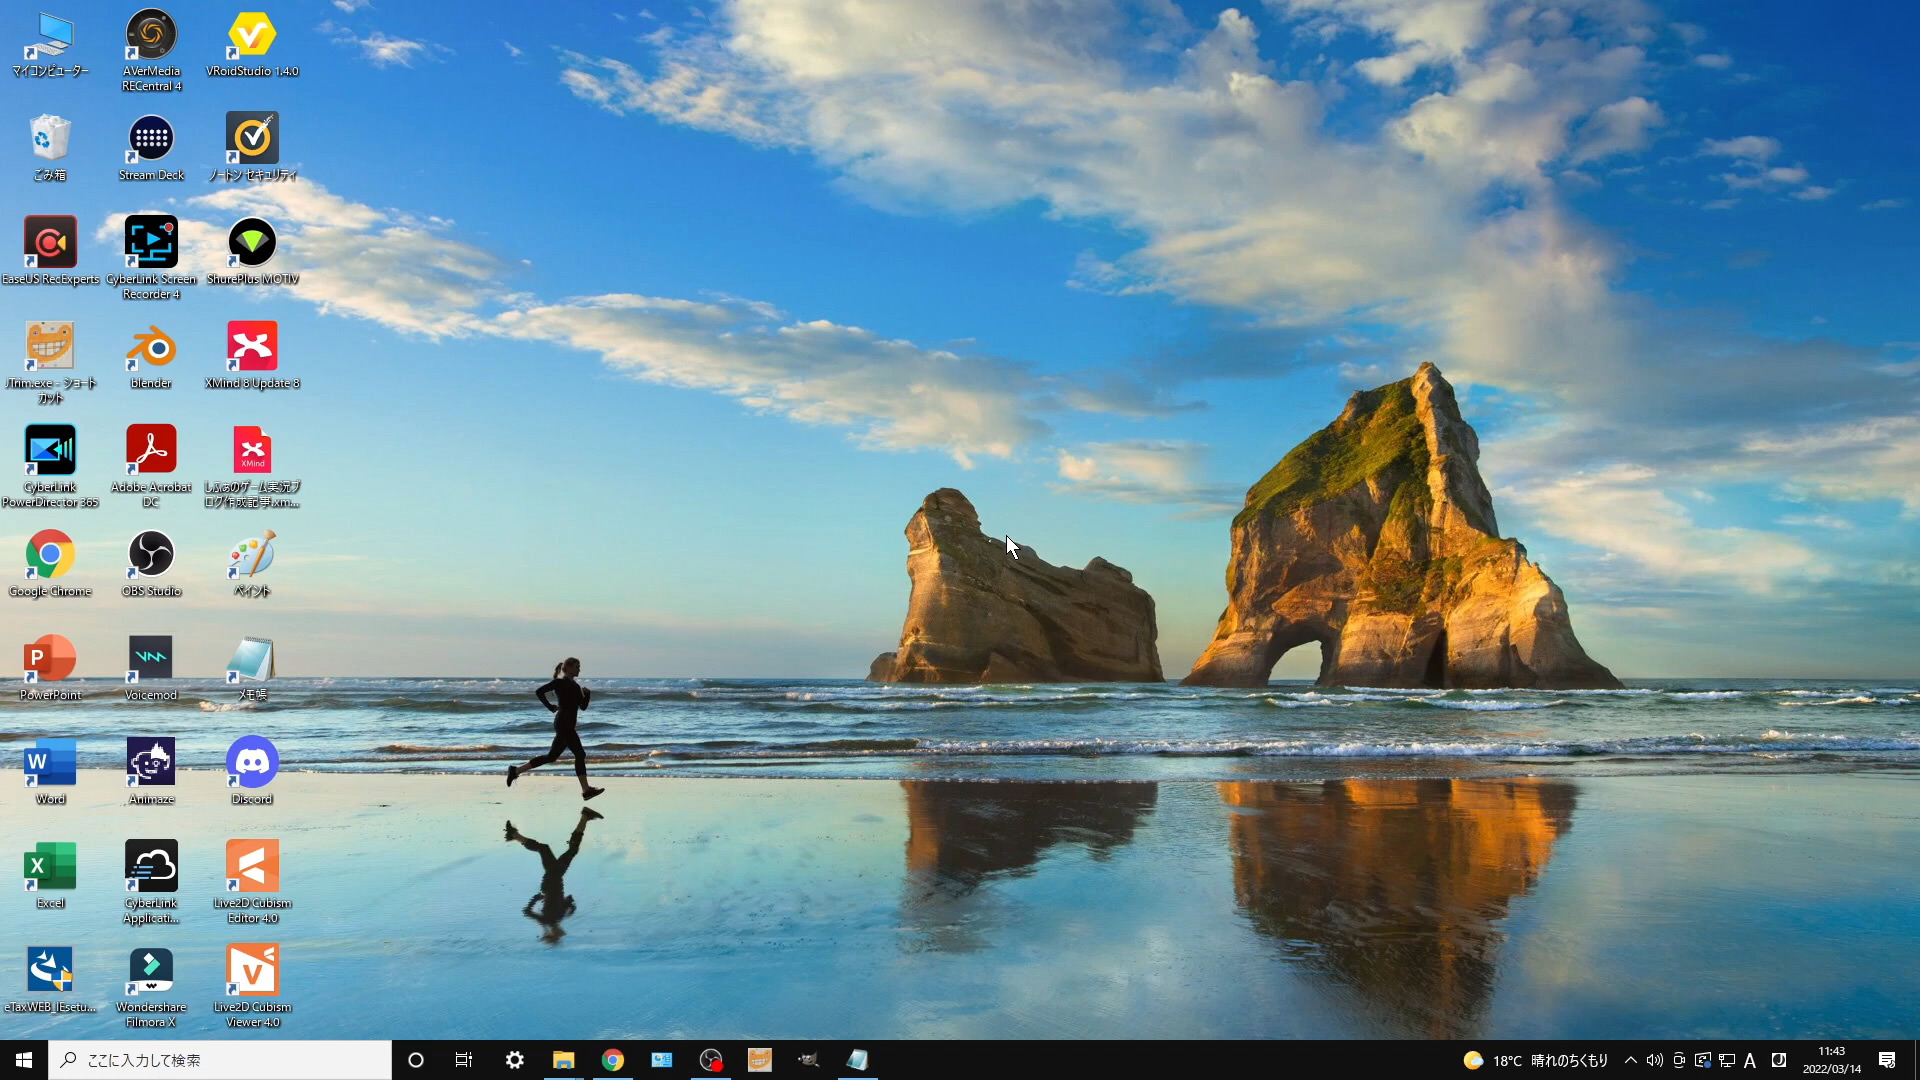 マイコンピューター
AVerMedia
RECentral 4
VRoidStudio 1.4.0
ごみ箱
Stream Deck
ノートン セキュリティ
EaseUS RecExperts
CyberLink Screen
Recorder 4
ShurePlus MOTIV
JTrim.exe - ショート
カット
blender
XMind 8 Update 8
CyberLink
PowerDirector 365
Adobe Acrobat
DC
XMind
しふぁのゲーム実況ブ
ログ作成記事.xm...
Google Chrome
OBS Studio
ペイント
P
PowerPoint
Voicemod
メモ帳
W
Word
Animaze
Discord
X
Excel
CyberLink
Applicati...
Live2D Cubism
Editor 4.0
eTaxWEB_IEsetu...
Wondershare
Filmora X
Live2D Cubism
Viewer 4.0
ここに入力して検索
18°C 晴れのちくもり
A
11:43
2022/03/14